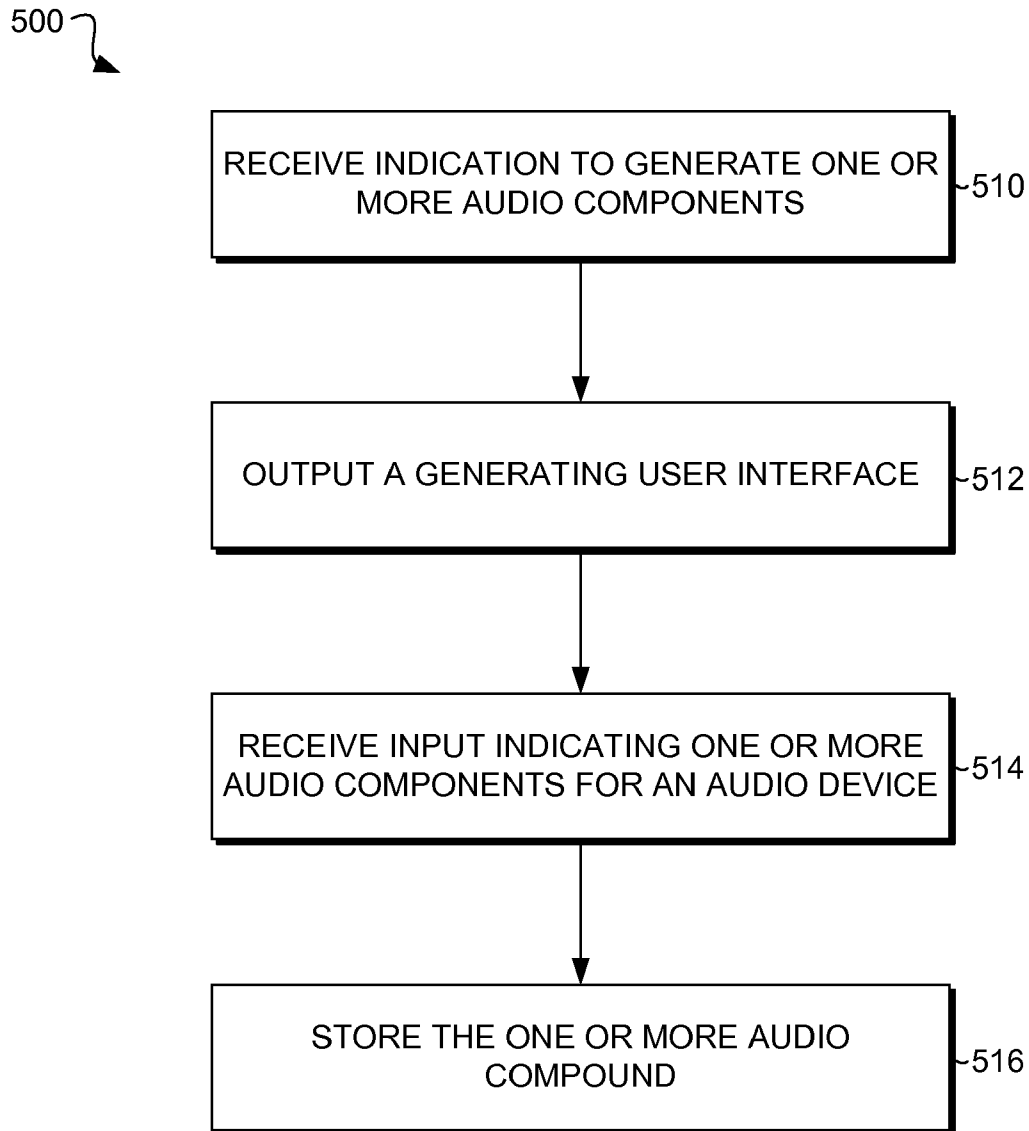 500
RECEIVE INDICATION TO GENERATE ONE OR
MORE AUDIO COMPONENTS
510
OUTPUT A GENERATING USER INTERFACE
512
RECEIVE INPUT INDICATING ONE OR MORE
AUDIO COMPONENTS FOR AN AUDIO DEVICE
514
STORE THE ONE OR MORE AUDIO
COMPOUND
516